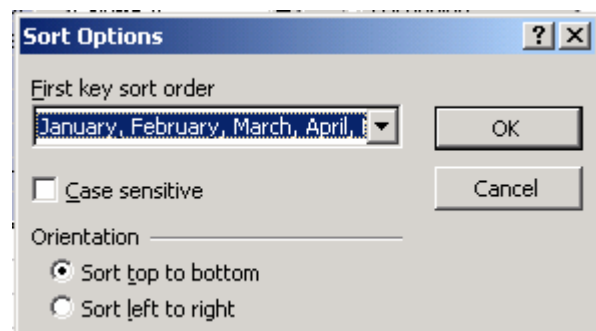 Sort Options
First key sort order
January, February, March, April,
OK
Case sensitive
Cancel
Orientation
Sort top to bottom
Sort left to right